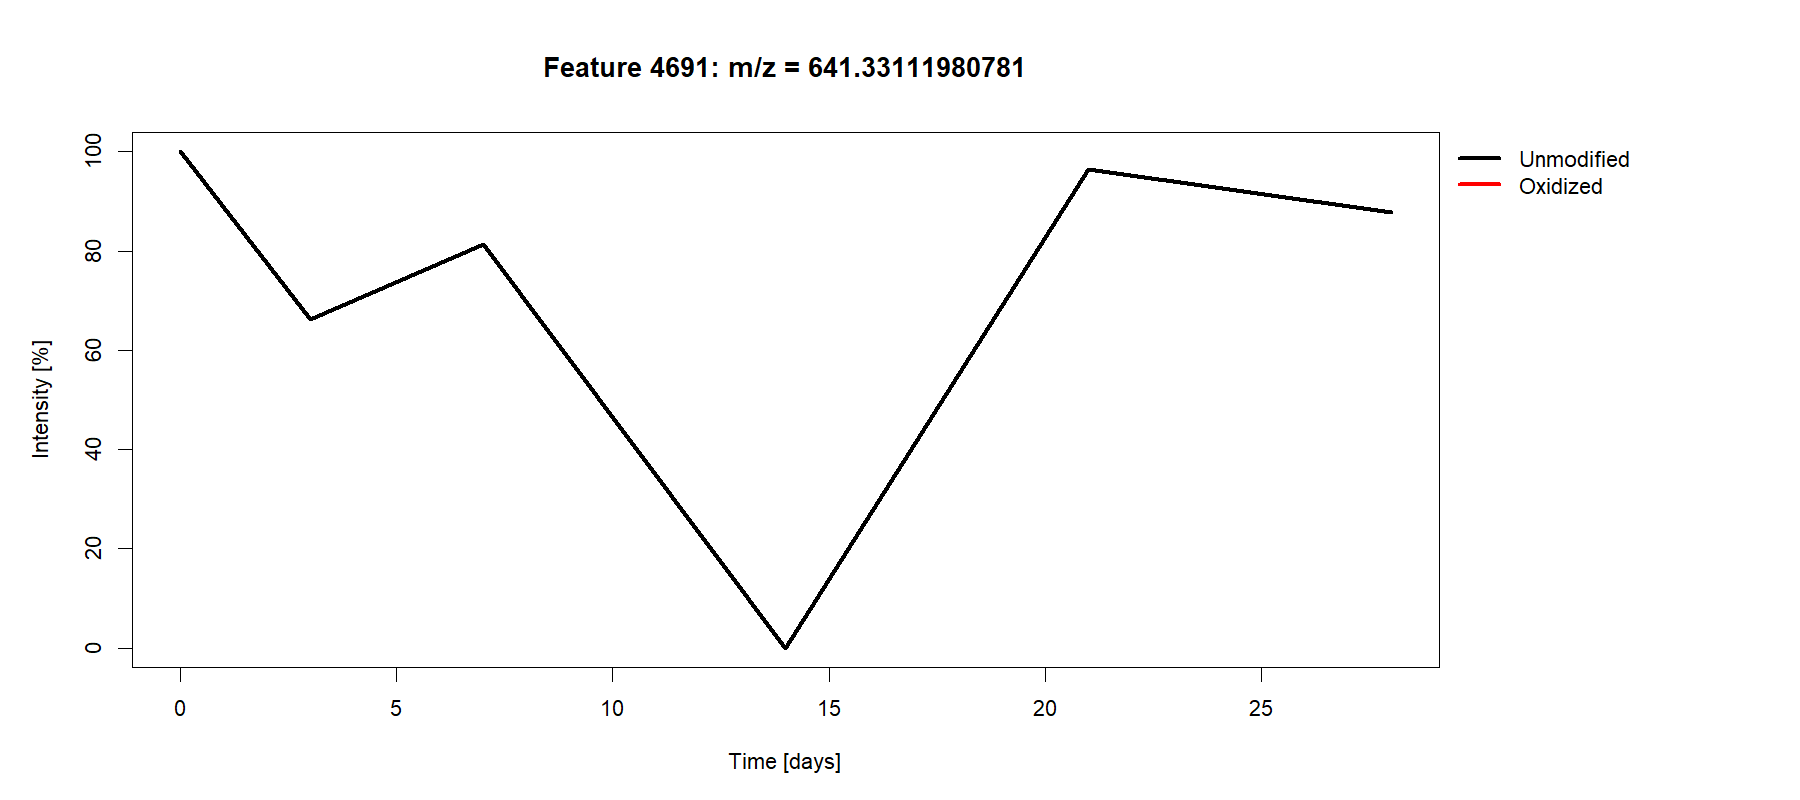 Feature 4691: m/z = 641.33111980781
Unmodified
Oxidized
Intensity [%]
100
80
60
40
20
0
0 5 10 15 20 25
Time [days]